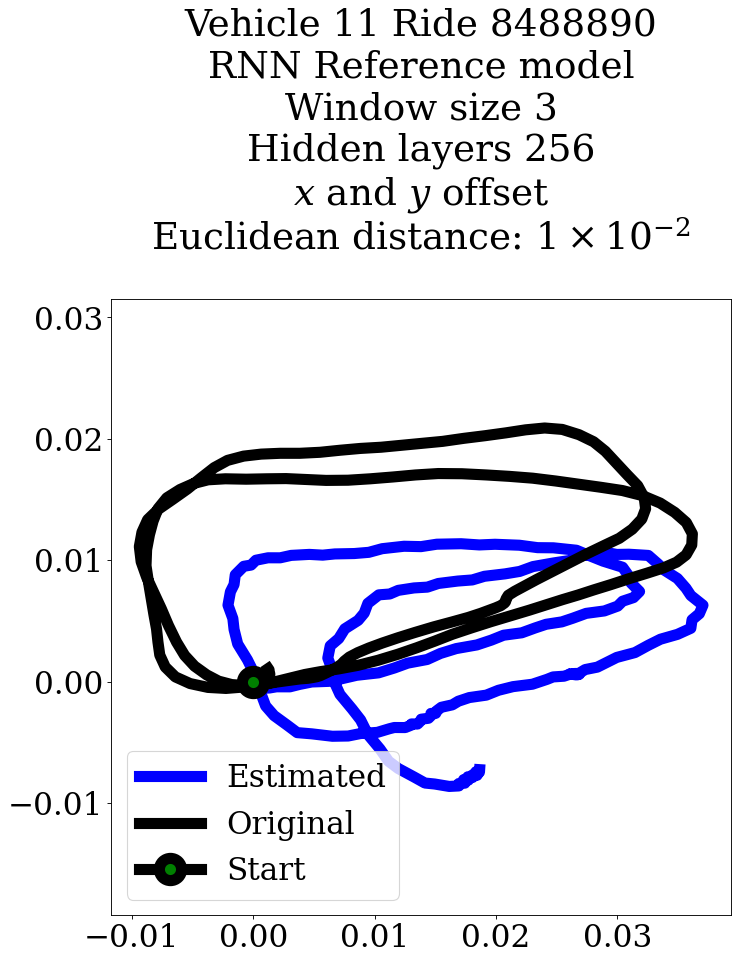 Vehicle 11 Ride 8488890
RNN Reference model
Window size 3
Hidden layers 256
x and y offset
Euclidean distance: 1 × 10⁻²
0.03
0.02
0.01
0.00
−0.01
Estimated
Original
Start
−0.01 0.00 0.01 0.02 0.03